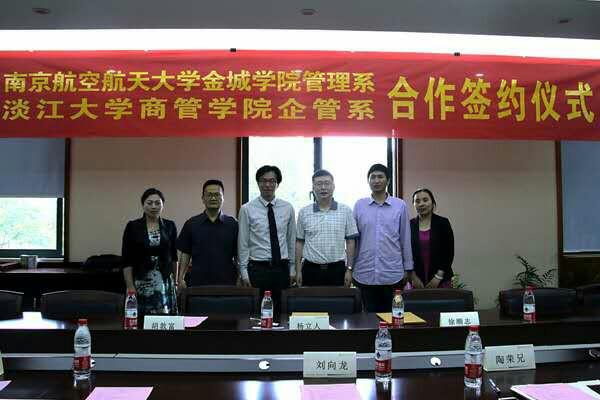 南京航空航天大学金城学院管理系
淡江大学商管学院企管系
合作签约仪式
胡敦富
杨立人
徐顺志
刘向龙
陶荣兄